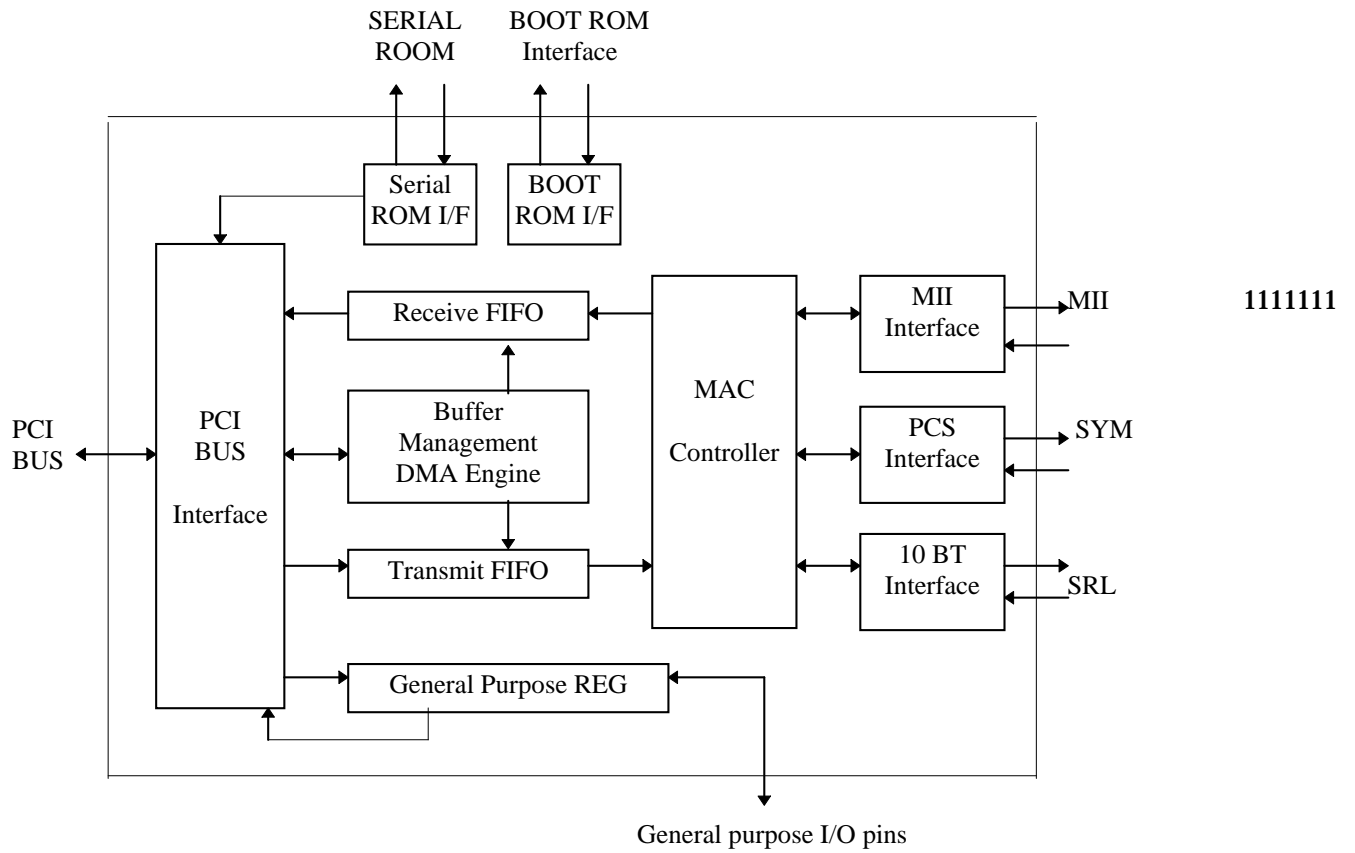 SERIAL
ROOM
BOOT ROM
Interface
Serial
ROM I/F
BOOT
ROM I/F
Receive FIFO
MII
Interface
MII
1111111
PCI
BUS
PCI
BUS
Interface
Buffer
Management
DMA Engine
MAC
Controller
PCS
Interface
SYM
Transmit FIFO
10 BT
Interface
SRL
General Purpose REG
General purpose I/O pins